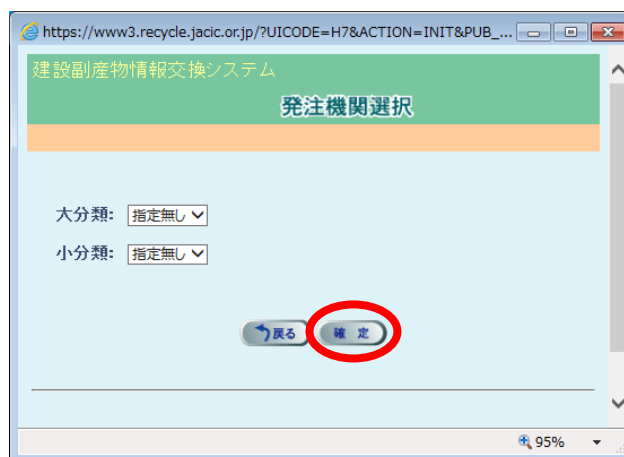 https://www3.recycle.jacic.or.jp/?UICODE=H7&ACTION=INIT&PUB_...
建設副産物情報交換システム
発注機関選択
大分類: 指定無し
小分類: 指定無し
戻る 確定
95%